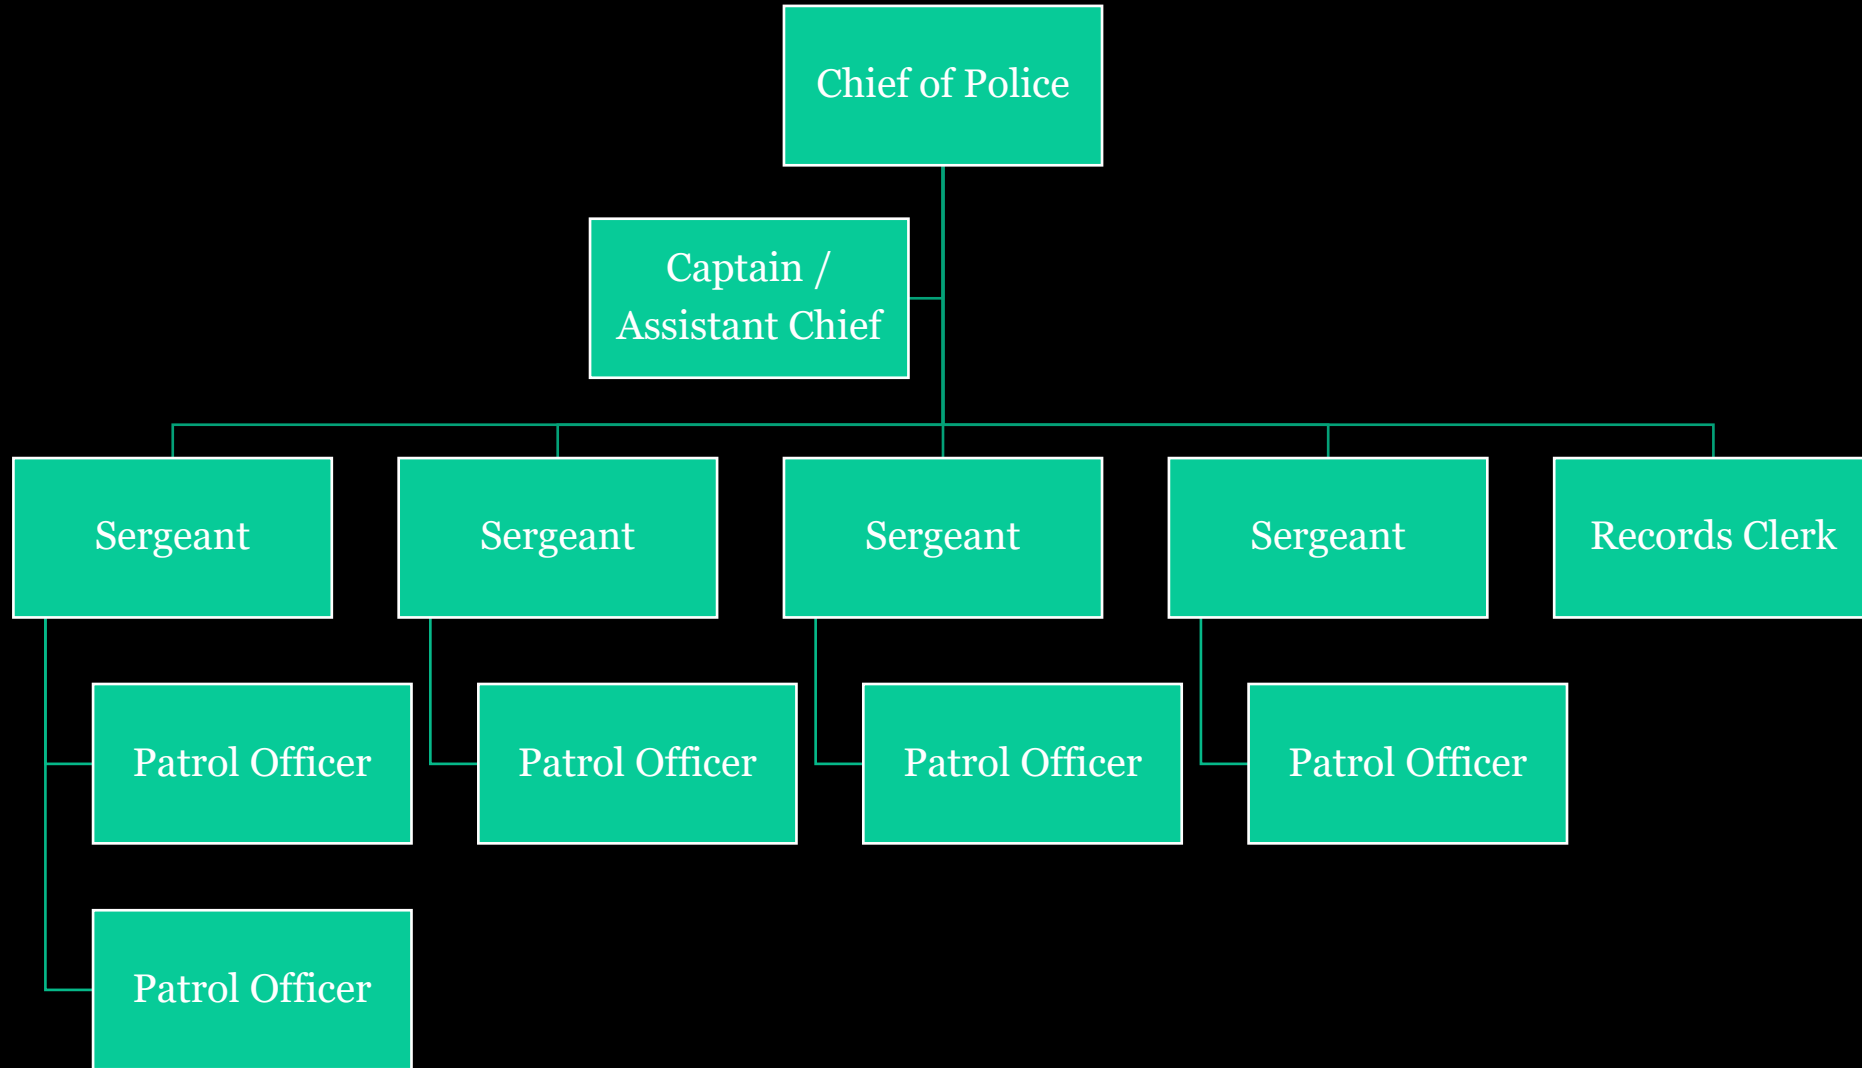 Chief of Police
Captain /
Assistant Chief
Sergeant
Sergeant
Sergeant
Sergeant
Records Clerk
Patrol Officer
Patrol Officer
Patrol Officer
Patrol Officer
Patrol Officer